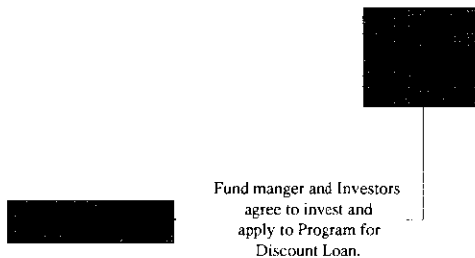 Fund manger and Investors
agree to invest and
apply to Program for
Discount Loan.